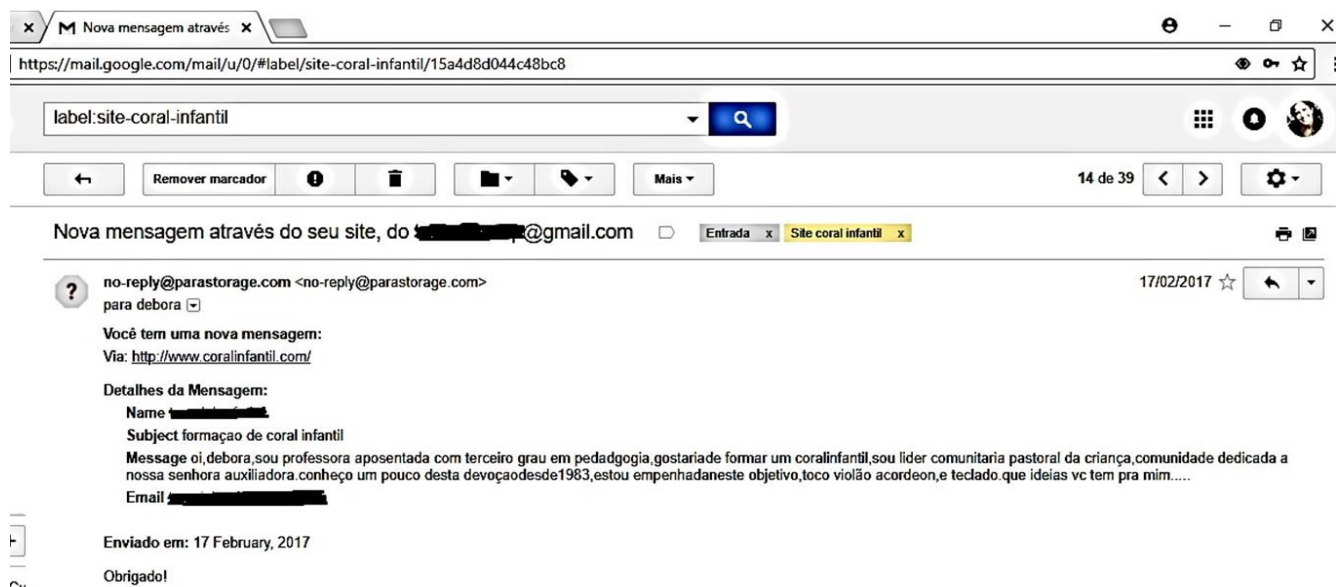 Nova mensagem através
https://mail.google.com/mail/u/0/#label/site-coral-infantil/15a4d8d044c48bc8
label:site-coral-infantil
Remover marcador
Mais
14 de 39
Nova mensagem através do seu site, do @gmail.com
Entrada x
Site coral infantil x
no-reply@parastorage.com <no-reply@parastorage.com>
17/02/2017
para debora
Você tem uma nova mensagem:
Via: http://www.coralinfantil.com/
Detalhes da Mensagem:
Name
Subject formaçao de coral infantil
Message oi,debora,sou professora aposentada com terceiro grau em pedadgogia,gostariade formar um coralinfantil,sou lider comunitaria pastoral da criança,comunidade dedicada a
nossa senhora auxiliadora.conheço um pouco desta devoçaodesde1983,estou empenhadaneste objetivo,toco violão acordeon,e teclado.que ideias vc tem pra mim.....
Email
Enviado em: 17 February, 2017
Obrigado!